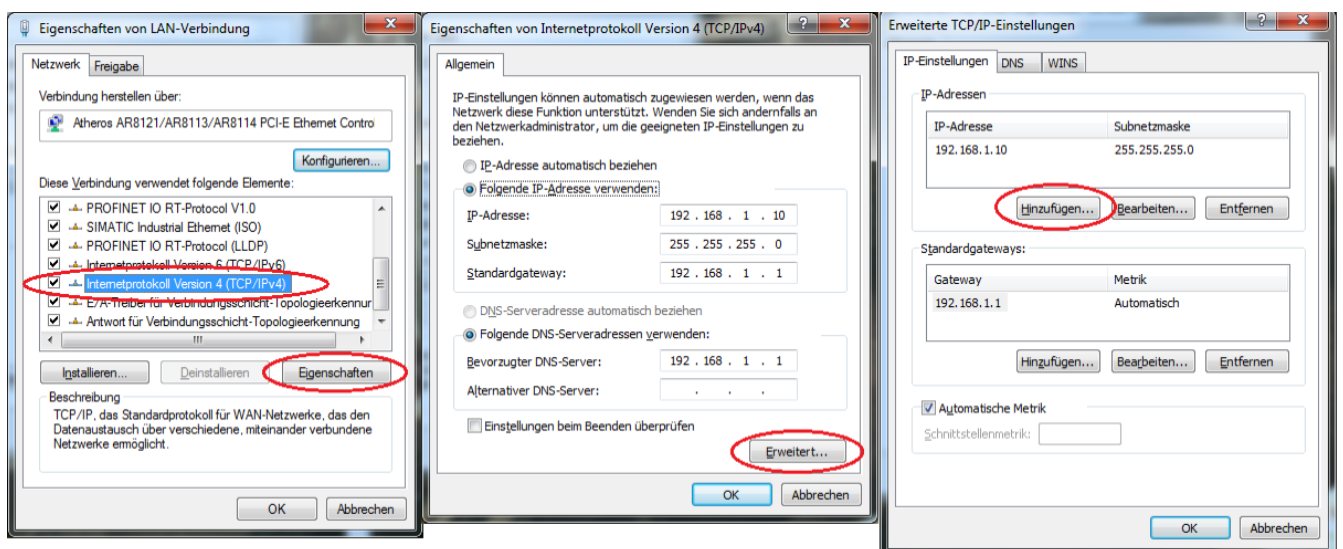 Eigenschaften von LAN-Verbindung
Netzwerk Freigabe
Verbindung herstellen über:
Atheros AR8121/AR8113/AR8114 PCI-E Ethernet Contro
Konfigurieren...
Diese Verbindung verwendet folgende Elemente:
PROFINET IO RT-Protocol V1.0
SIMATIC Industrial Ethernet (ISO)
PROFINET IO RT-Protocol (LLDP)
Internetprotokoll Version 6 (TCP/IPv6)
Internetprotokoll Version 4 (TCP/IPv4)
E/A-Treiber für Verbindungsschicht-Topologieerkennur
Antwort für Verbindungsschicht-Topologieerkennung
Installieren... Deinstallieren Eigenschaften
Beschreibung
TCP/IP, das Standardprotokoll für WAN-Netzwerke, das den
Datenaustausch über verschiedene, miteinander verbundene
Netzwerke ermöglicht.
OK Abbrechen
Eigenschaften von Internetprotokoll Version 4 (TCP/IPv4)
Allgemein
IP-Einstellungen können automatisch zugewiesen werden, wenn das
Netzwerk diese Funktion unterstützt. Wenden Sie sich andernfalls an
den Netzwerkadministrator, um die geeigneten IP-Einstellungen zu
beziehen.
IP-Adresse automatisch beziehen
Folgende IP-Adresse verwenden:
IP-Adresse: 192 . 168 . 1 . 10
Subnetzmaske: 255 . 255 . 255 . 0
Standardgateway: 192 . 168 . 1 . 1
DNS-Serveradresse automatisch beziehen
Folgende DNS-Serveradressen verwenden:
Bevorzugter DNS-Server: 192 . 168 . 1 . 1
Alternativer DNS-Server: . . .
Einstellungen beim Beenden überprüfen
Erweitert...
OK Abbrechen
Erweiterte TCP/IP-Einstellungen
IP-Einstellungen DNS WINS
IP-Adressen
IP-Adresse Subnetzmaske
192.168.1.10 255.255.255.0
Hinzufügen... Bearbeiten... Entfernen
Standardgateways:
Gateway Metrik
192.168.1.1 Automatisch
Hinzufügen... Bearbeiten... Entfernen
Automatische Metrik
Schnittstellenmetrik:
OK Abbrechen